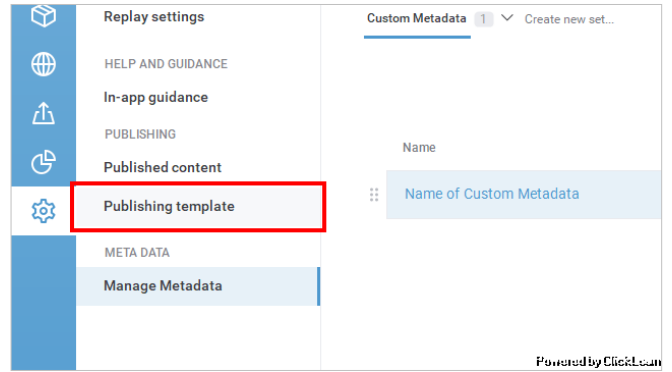 Replay settings
Custom Metadata 1 Create new set...
HELP AND GUIDANCE
In-app guidance
PUBLISHING
Published content
Publishing template
META DATA
Manage Metadata
Name
Name of Custom Metadata
Powered by ClickLearn